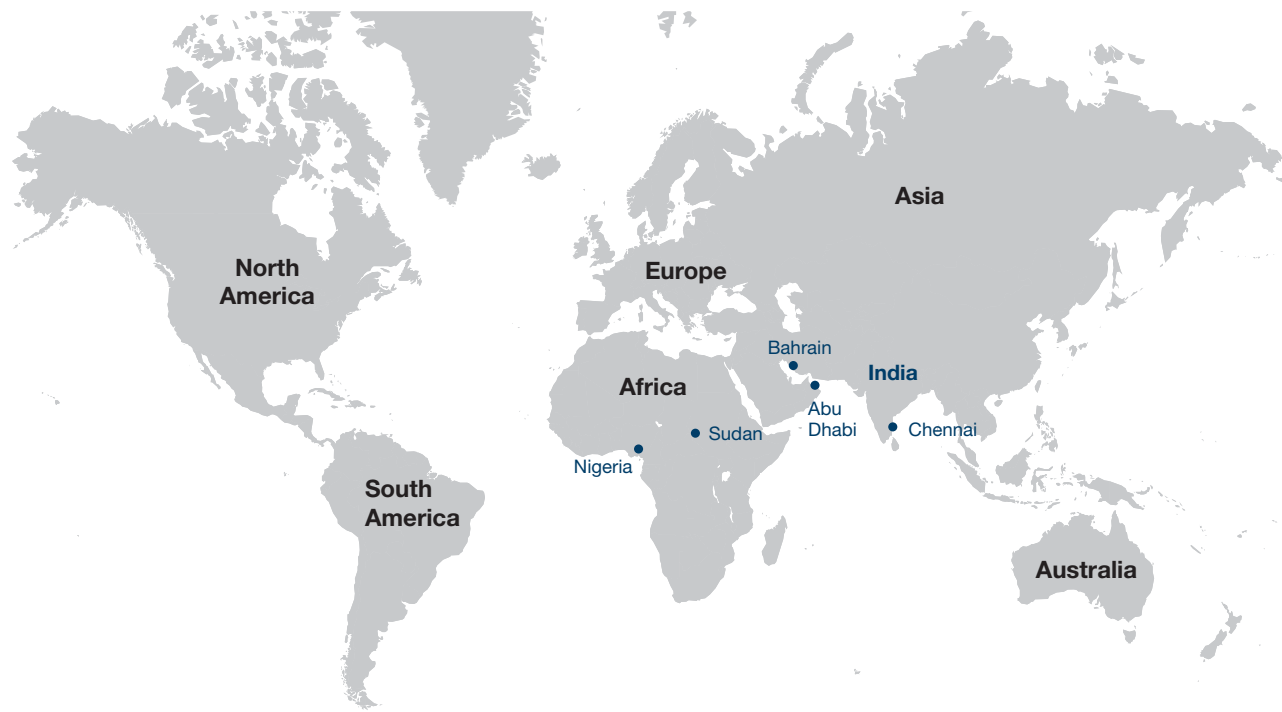 Asia
North
America
Europe
Bahrain
India
Africa
Abu
Dhabi
Chennai
Sudan
Nigeria
South
America
Australia